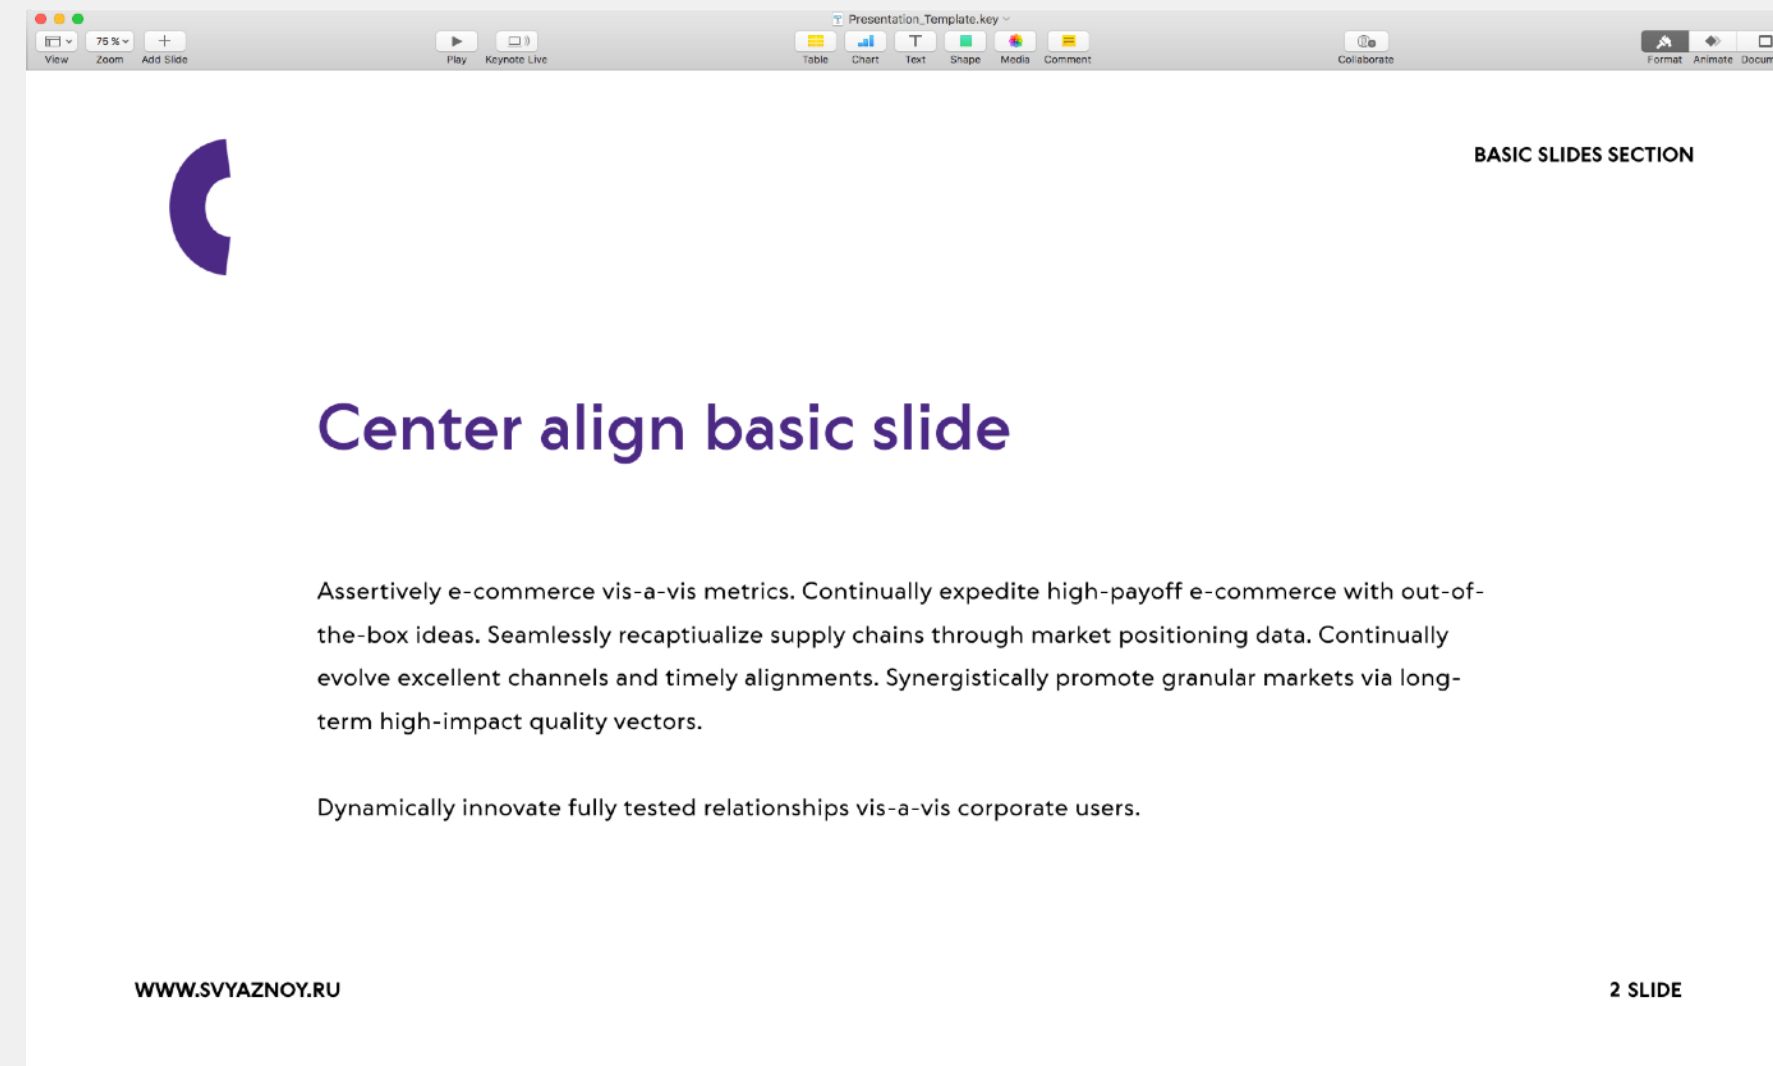 Presentation_Template.key
75 %
View Zoom Add Slide Play Keynote Live Table Chart Text Shape Media Comment Collaborate Format Animate Docum
BASIC SLIDES SECTION
Center align basic slide
Assertively e-commerce vis-a-vis metrics. Continually expedite high-payoff e-commerce with out-of-
the-box ideas. Seamlessly recaptiualize supply chains through market positioning data. Continually
evolve excellent channels and timely alignments. Synergistically promote granular markets via long-
term high-impact quality vectors.
Dynamically innovate fully tested relationships vis-a-vis corporate users.
WWW.SVYAZNOY.RU
2 SLIDE